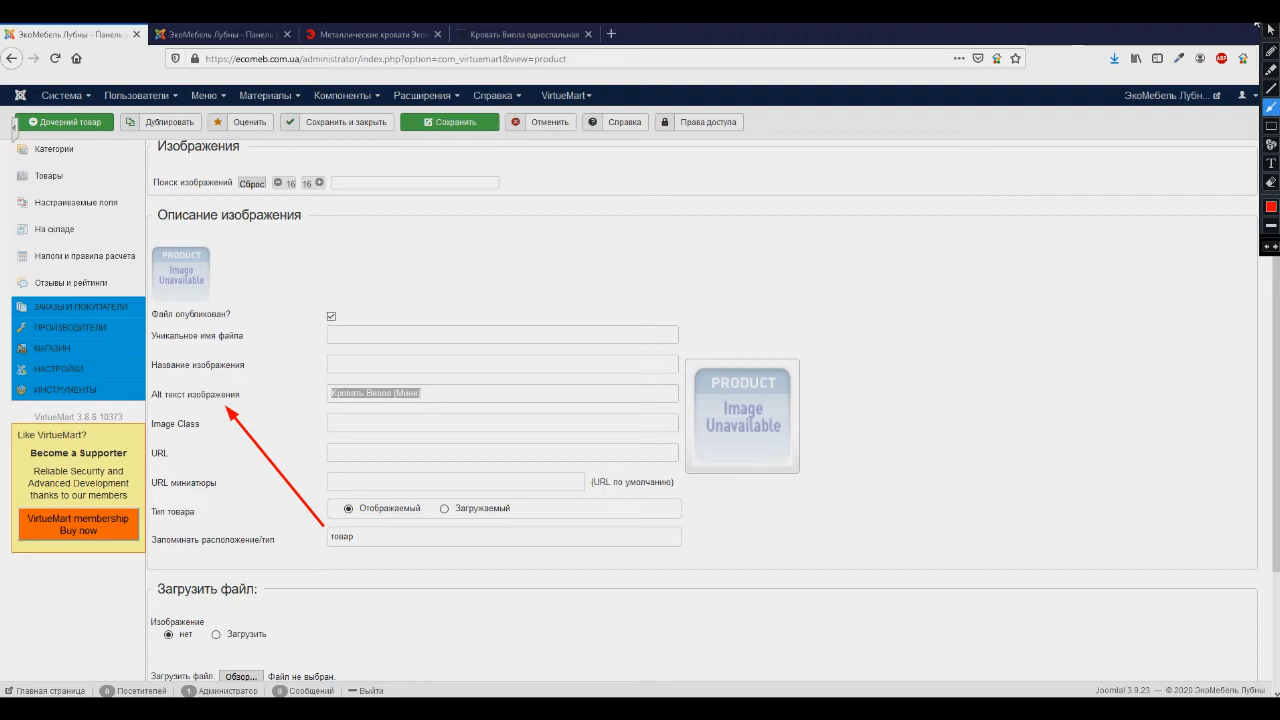 ЭкоМебель Лубны - Панель у
ЭкоМебель Лубны - Панель у
Металлические кровати Эко
Кровать Виола односпальная
https://ecomeb.com.ua/administrator/index.php?option=com_virtuemart&view=product
Система Пользователи Меню Материалы Компоненты Расширения Справка VirtueMart ЭкоМебель Лубн...
Дочерний товар Дублировать Оценить Сохранить и закрыть Сохранить Отменить Справка Права доступа
Категории
Товары
Настраиваемые поля
На складе
Налоги и правила расчета
Отзывы и рейтинги
ЗАКАЗЫ И ПОКУПАТЕЛИ
ПРОИЗВОДИТЕЛИ
МАГАЗИН
НАСТРОЙКИ
ИНСТРУМЕНТЫ
VirtueMart 3.8.6 10373
Like VirtueMart?
Become a Supporter
Reliable Security and
Advanced Development
thanks to our members
VirtueMart membership
Buy now
Изображения
Поиск изображений Сброс 16 16
Описание изображения
PRODUCT
Image
Unavailable
Файл опубликован?
Уникальное имя файла
Название изображения
Alt текст изображения Кровать Виола (Мини)
Image Class
URL
URL миниатюры (URL по умолчанию)
Тип товара Отображаемый Загружаемый
Запоминать расположение/тип товар
PRODUCT
Image
Unavailable
Загрузить файл:
Изображение
нет Загрузить
Загрузить файл: Обзор... Файл не выбран.
Главная страница 0 Посетителей 1 Администратор 0 Сообщений Выйти Joomla! 3.9.23 — © 2020 ЭкоМебель Лубны